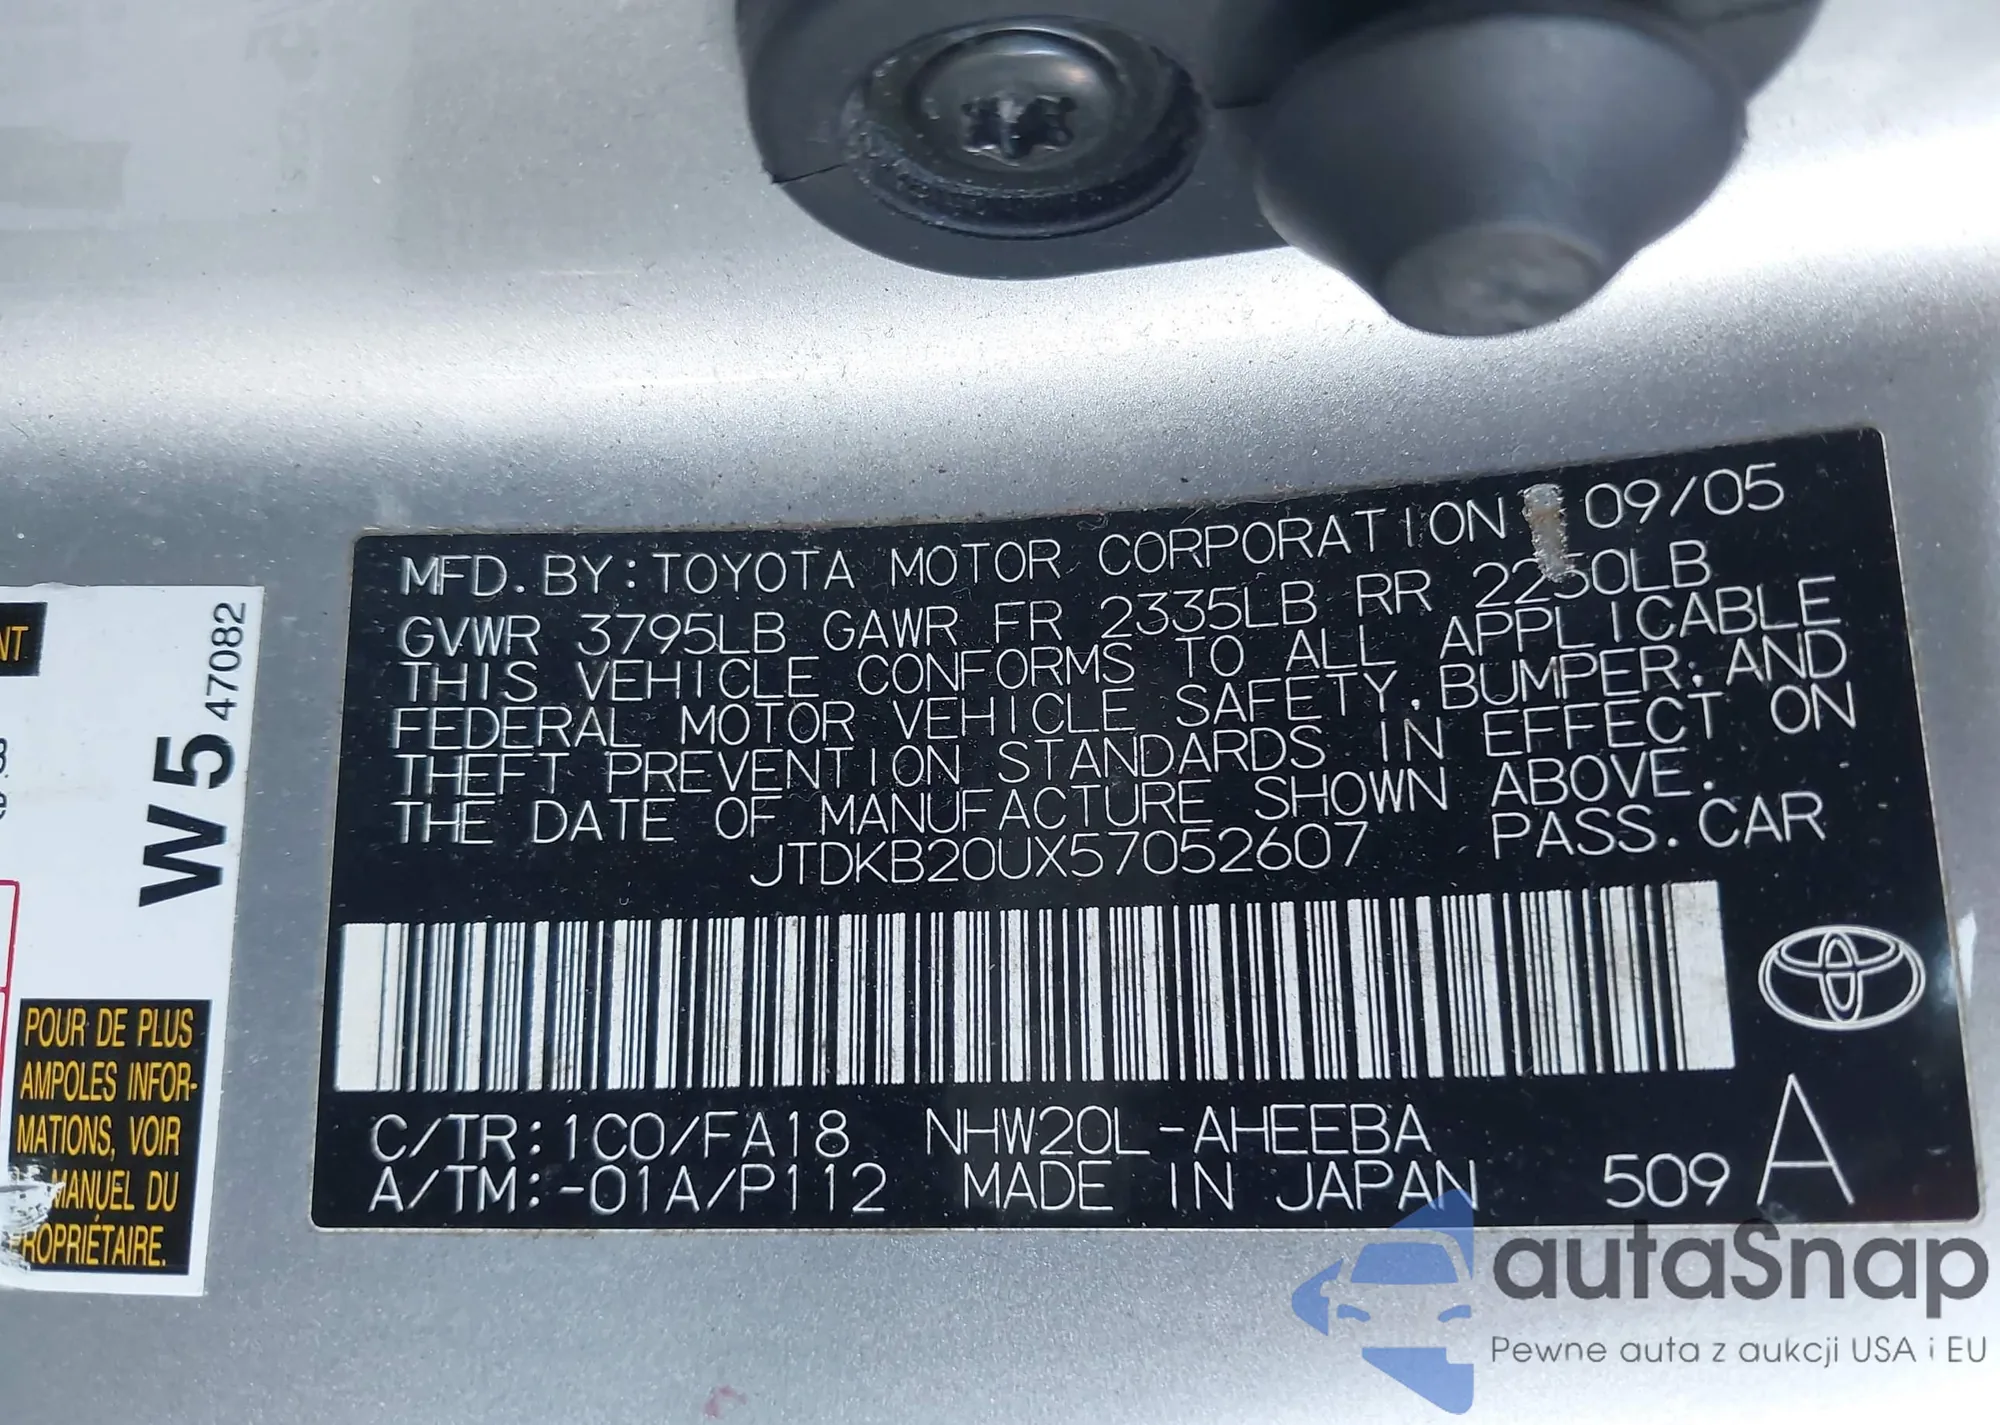 MFD.BY:TOYOTA MOTOR CORPORATION 09/05
GVWR 3795LB GAWR FR 2335LB RR 2250LB
THIS VEHICLE CONFORMS TO ALL APPLICABLE
FEDERAL MOTOR VEHICLE SAFETY, BUMPER, AND
THEFT PREVENTION STANDARDS IN EFFECT ON
THE DATE OF MANUFACTURE SHOWN ABOVE.
JTDKB20UX57052607 PASS.CAR
C/TR:1C0/FA18 NHW20L-AHEEBA
A/TM:-01A/P112 MADE IN JAPAN 509 A
W5 47082
NT
POUR DE PLUS
AMPOLES INFOR-
MATIONS, VOIR
MANUEL DU
PROPRIÉTAIRE.
autaSnap
Pewne auta z aukcji USA i EU